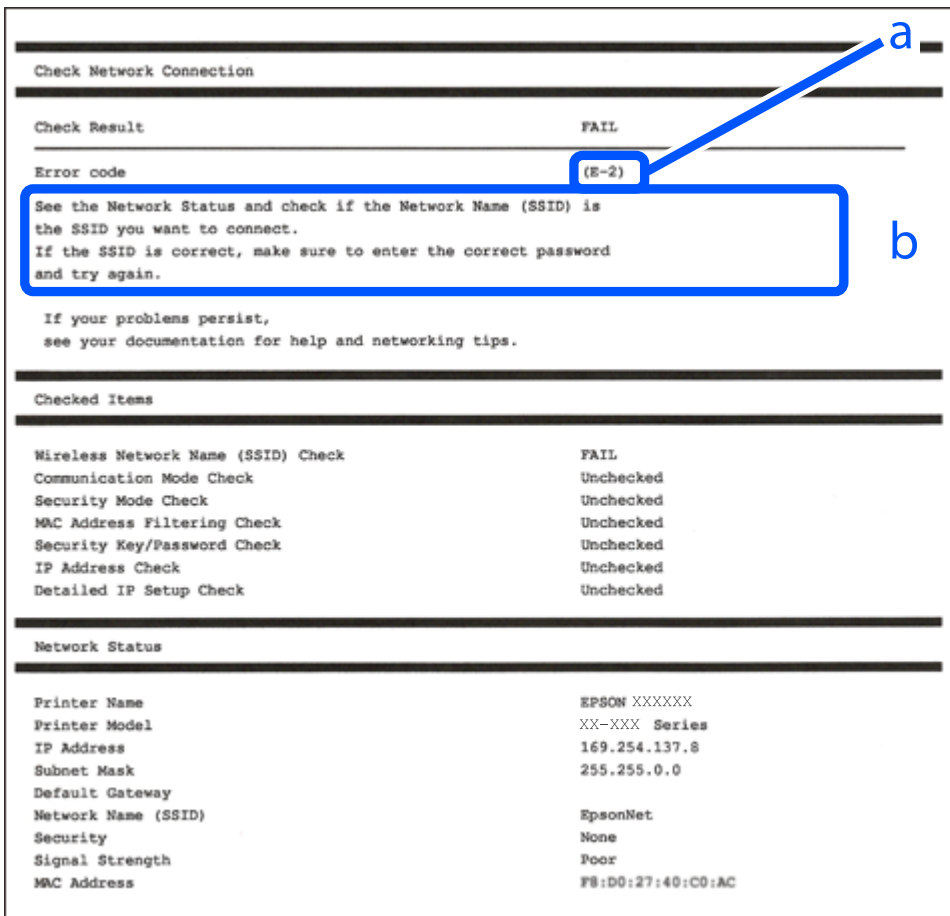 a
Check Network Connection
Check Result FAIL
Error code (E-2)
See the Network Status and check if the Network Name (SSID) is
the SSID you want to connect.
If the SSID is correct, make sure to enter the correct password
and try again.
b
If your problems persist,
see your documentation for help and networking tips.
Checked Items
Wireless Network Name (SSID) Check FAIL
Communication Mode Check Unchecked
Security Mode Check Unchecked
MAC Address Filtering Check Unchecked
Security Key/Password Check Unchecked
IP Address Check Unchecked
Detailed IP Setup Check Unchecked
Network Status
Printer Name EPSON XXXXXX
Printer Model XX-XXX Series
IP Address 169.254.137.8
Subnet Mask 255.255.0.0
Default Gateway
Network Name (SSID) EpsonNet
Security None
Signal Strength Poor
MAC Address F8:D0:27:40:C0:AC